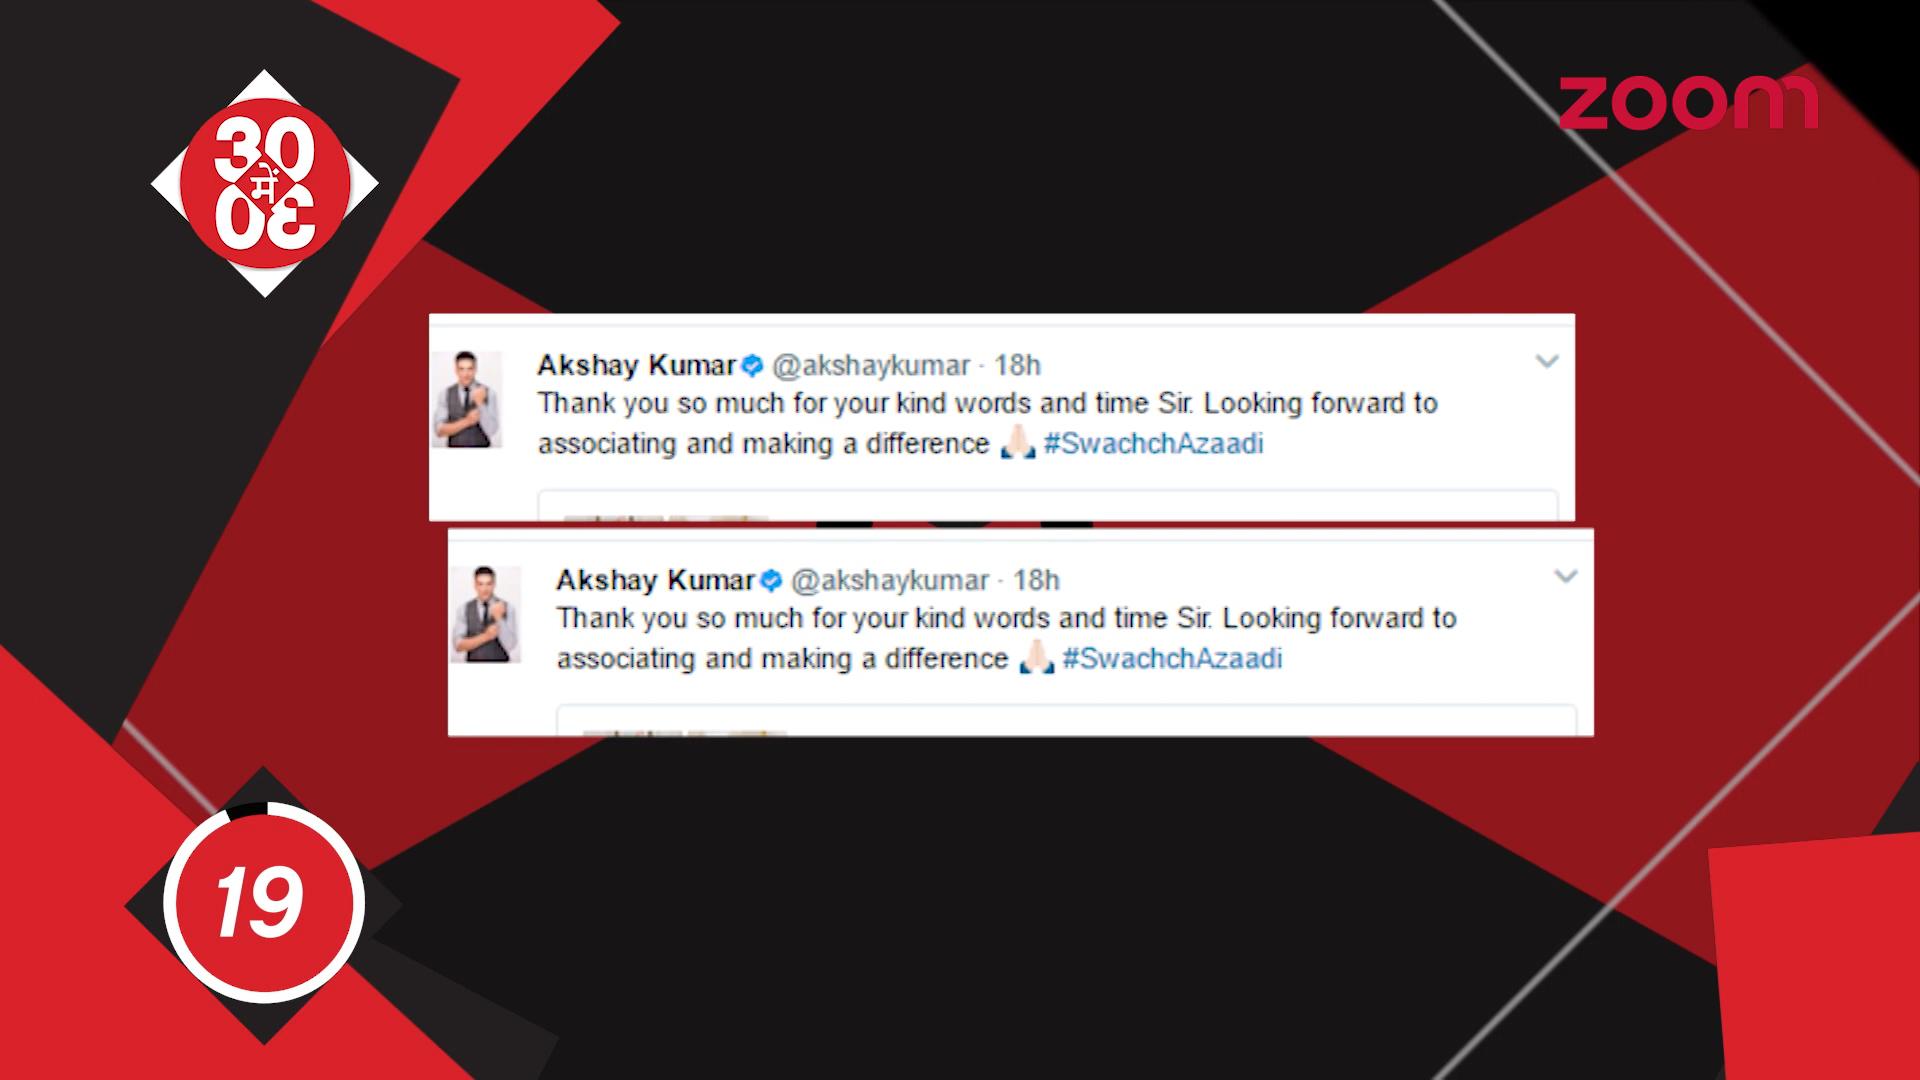 30
में
30
zoom
Akshay Kumar @akshaykumar · 18h
Thank you so much for your kind words and time Sir. Looking forward to
associating and making a difference 🙏🏻 #SwachchAzaadi
Akshay Kumar @akshaykumar · 18h
Thank you so much for your kind words and time Sir. Looking forward to
associating and making a difference 🙏🏻 #SwachchAzaadi
19